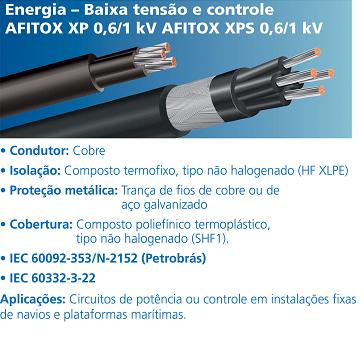 Energia – Baixa tensão e controle
AFITOX XP 0,6/1 kV AFITOX XPS 0,6/1 kV
• Condutor: Cobre
• Isolação: Composto termofixo, tipo não halogenado (HF XLPE)
• Proteção metálica: Trança de fios de cobre ou de
aço galvanizado
• Cobertura: Composto poliefínico termoplástico,
tipo não halogenado (SHF1).
• IEC 60092-353/N-2152 (Petrobrás)
• IEC 60332-3-22
Aplicações: Circuitos de potência ou controle em instalações fixas
de navios e plataformas marítimas.